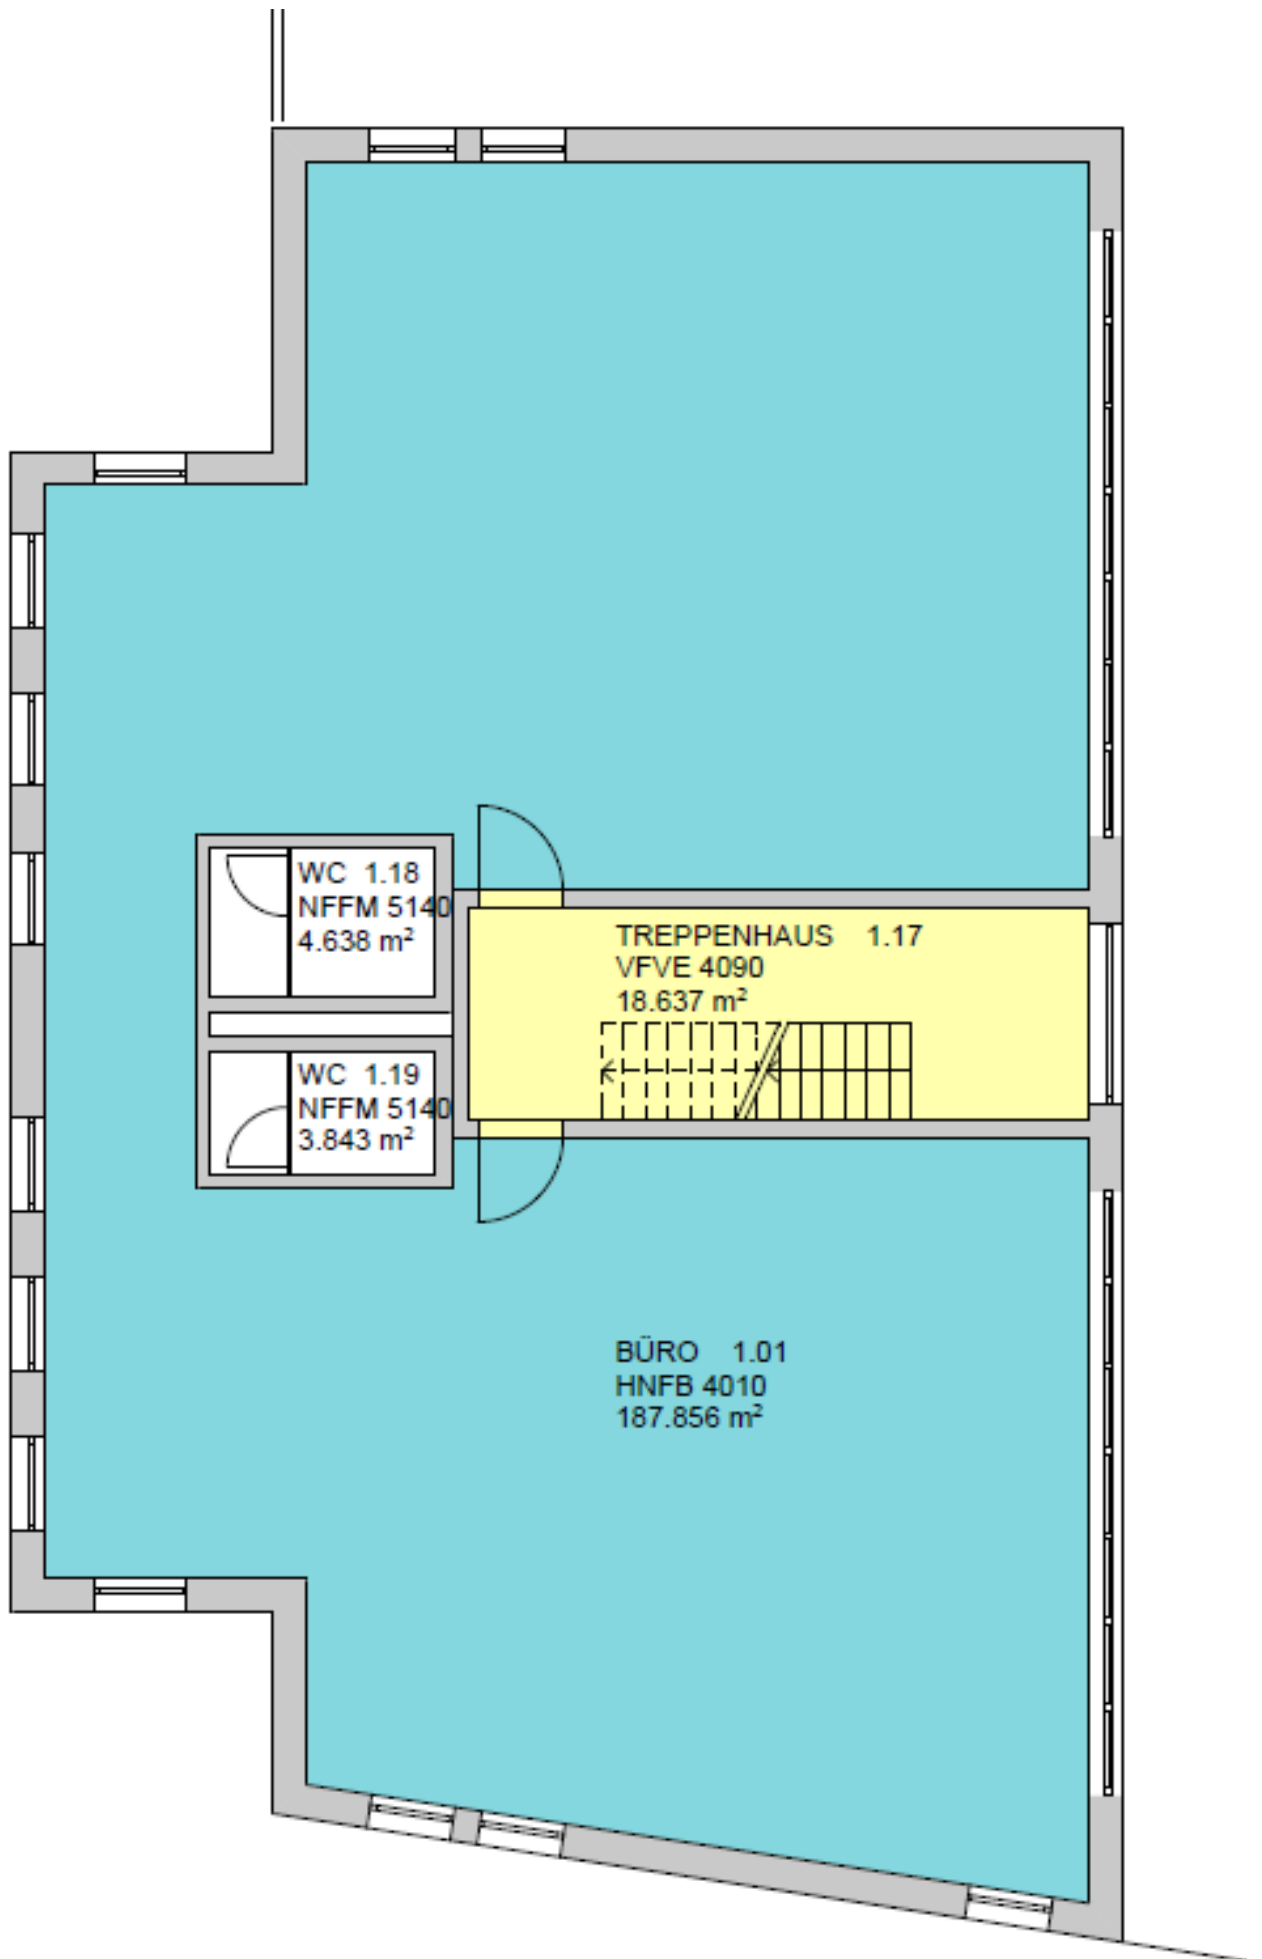 WC 1.18
NFFM 5140
4.638 m²
TREPPENHAUS 1.17
VFVE 4090
18.637 m²
WC 1.19
NFFM 5140
3.843 m²
BÜRO 1.01
HNFB 4010
187.856 m²